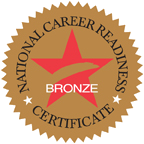 NATIONAL CAREER READINESS
BRONZE
CERTIFICATE